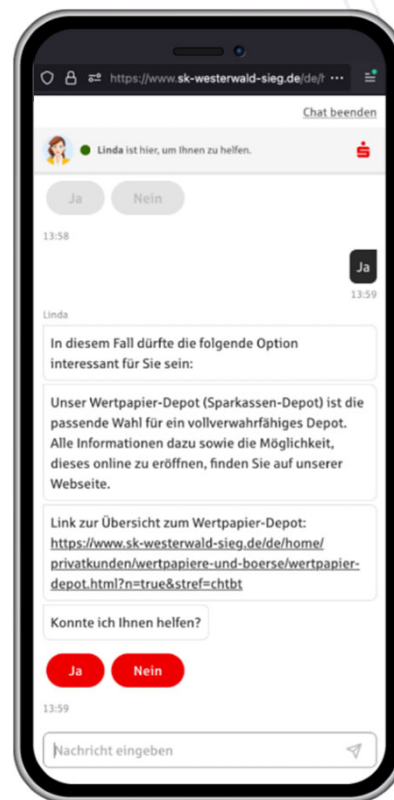 https://www.sk-westerwald-sieg.de/de/h ...
Chat beenden
Linda ist hier, um Ihnen zu helfen.
Ja Nein
13:58
Ja
13:59
Linda
In diesem Fall dürfte die folgende Option
interessant für Sie sein:
Unser Wertpapier-Depot (Sparkassen-Depot) ist die
passende Wahl für ein vollverwahrfähiges Depot.
Alle Informationen dazu sowie die Möglichkeit,
dieses online zu eröffnen, finden Sie auf unserer
Webseite.
Link zur Übersicht zum Wertpapier-Depot:
https://www.sk-westerwald-sieg.de/de/home/
privatkunden/wertpapiere-und-boerse/wertpapier-
depot.html?n=true&stref=chtbt
Konnte ich Ihnen helfen?
Ja Nein
13:59
Nachricht eingeben